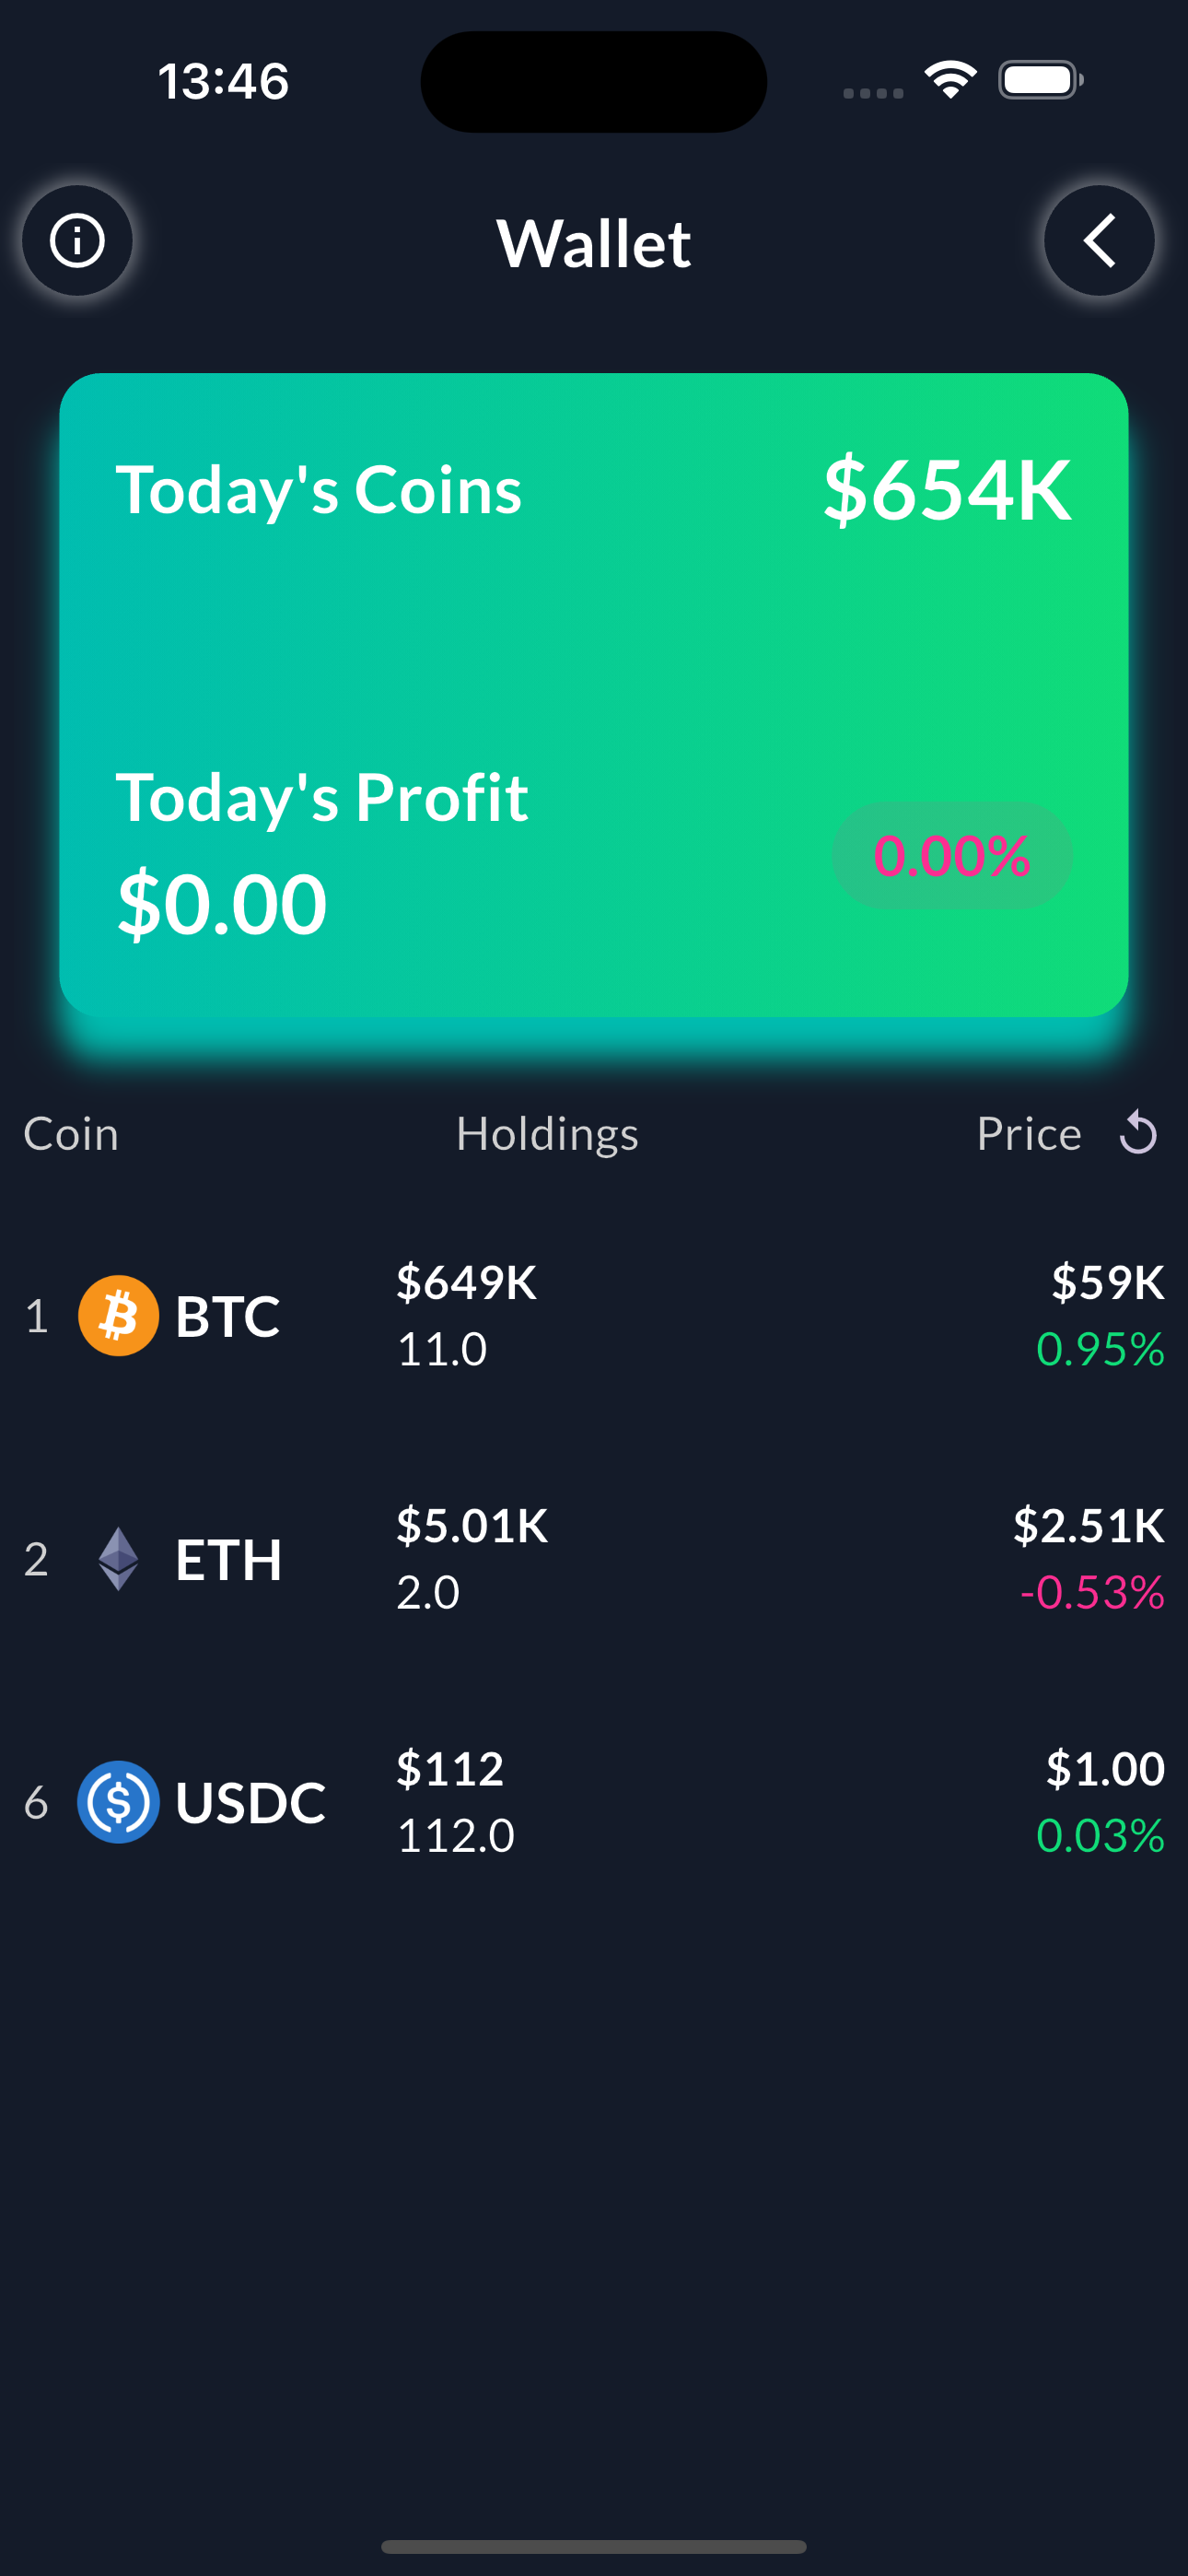 13:46
Wallet
Today's Coins $654K
Today's Profit
$0.00 0.00%
Coin Holdings Price
1 BTC $649K $59K
11.0 0.95%
2 ETH $5.01K $2.51K
2.0 -0.53%
6 USDC $112 $1.00
112.0 0.03%